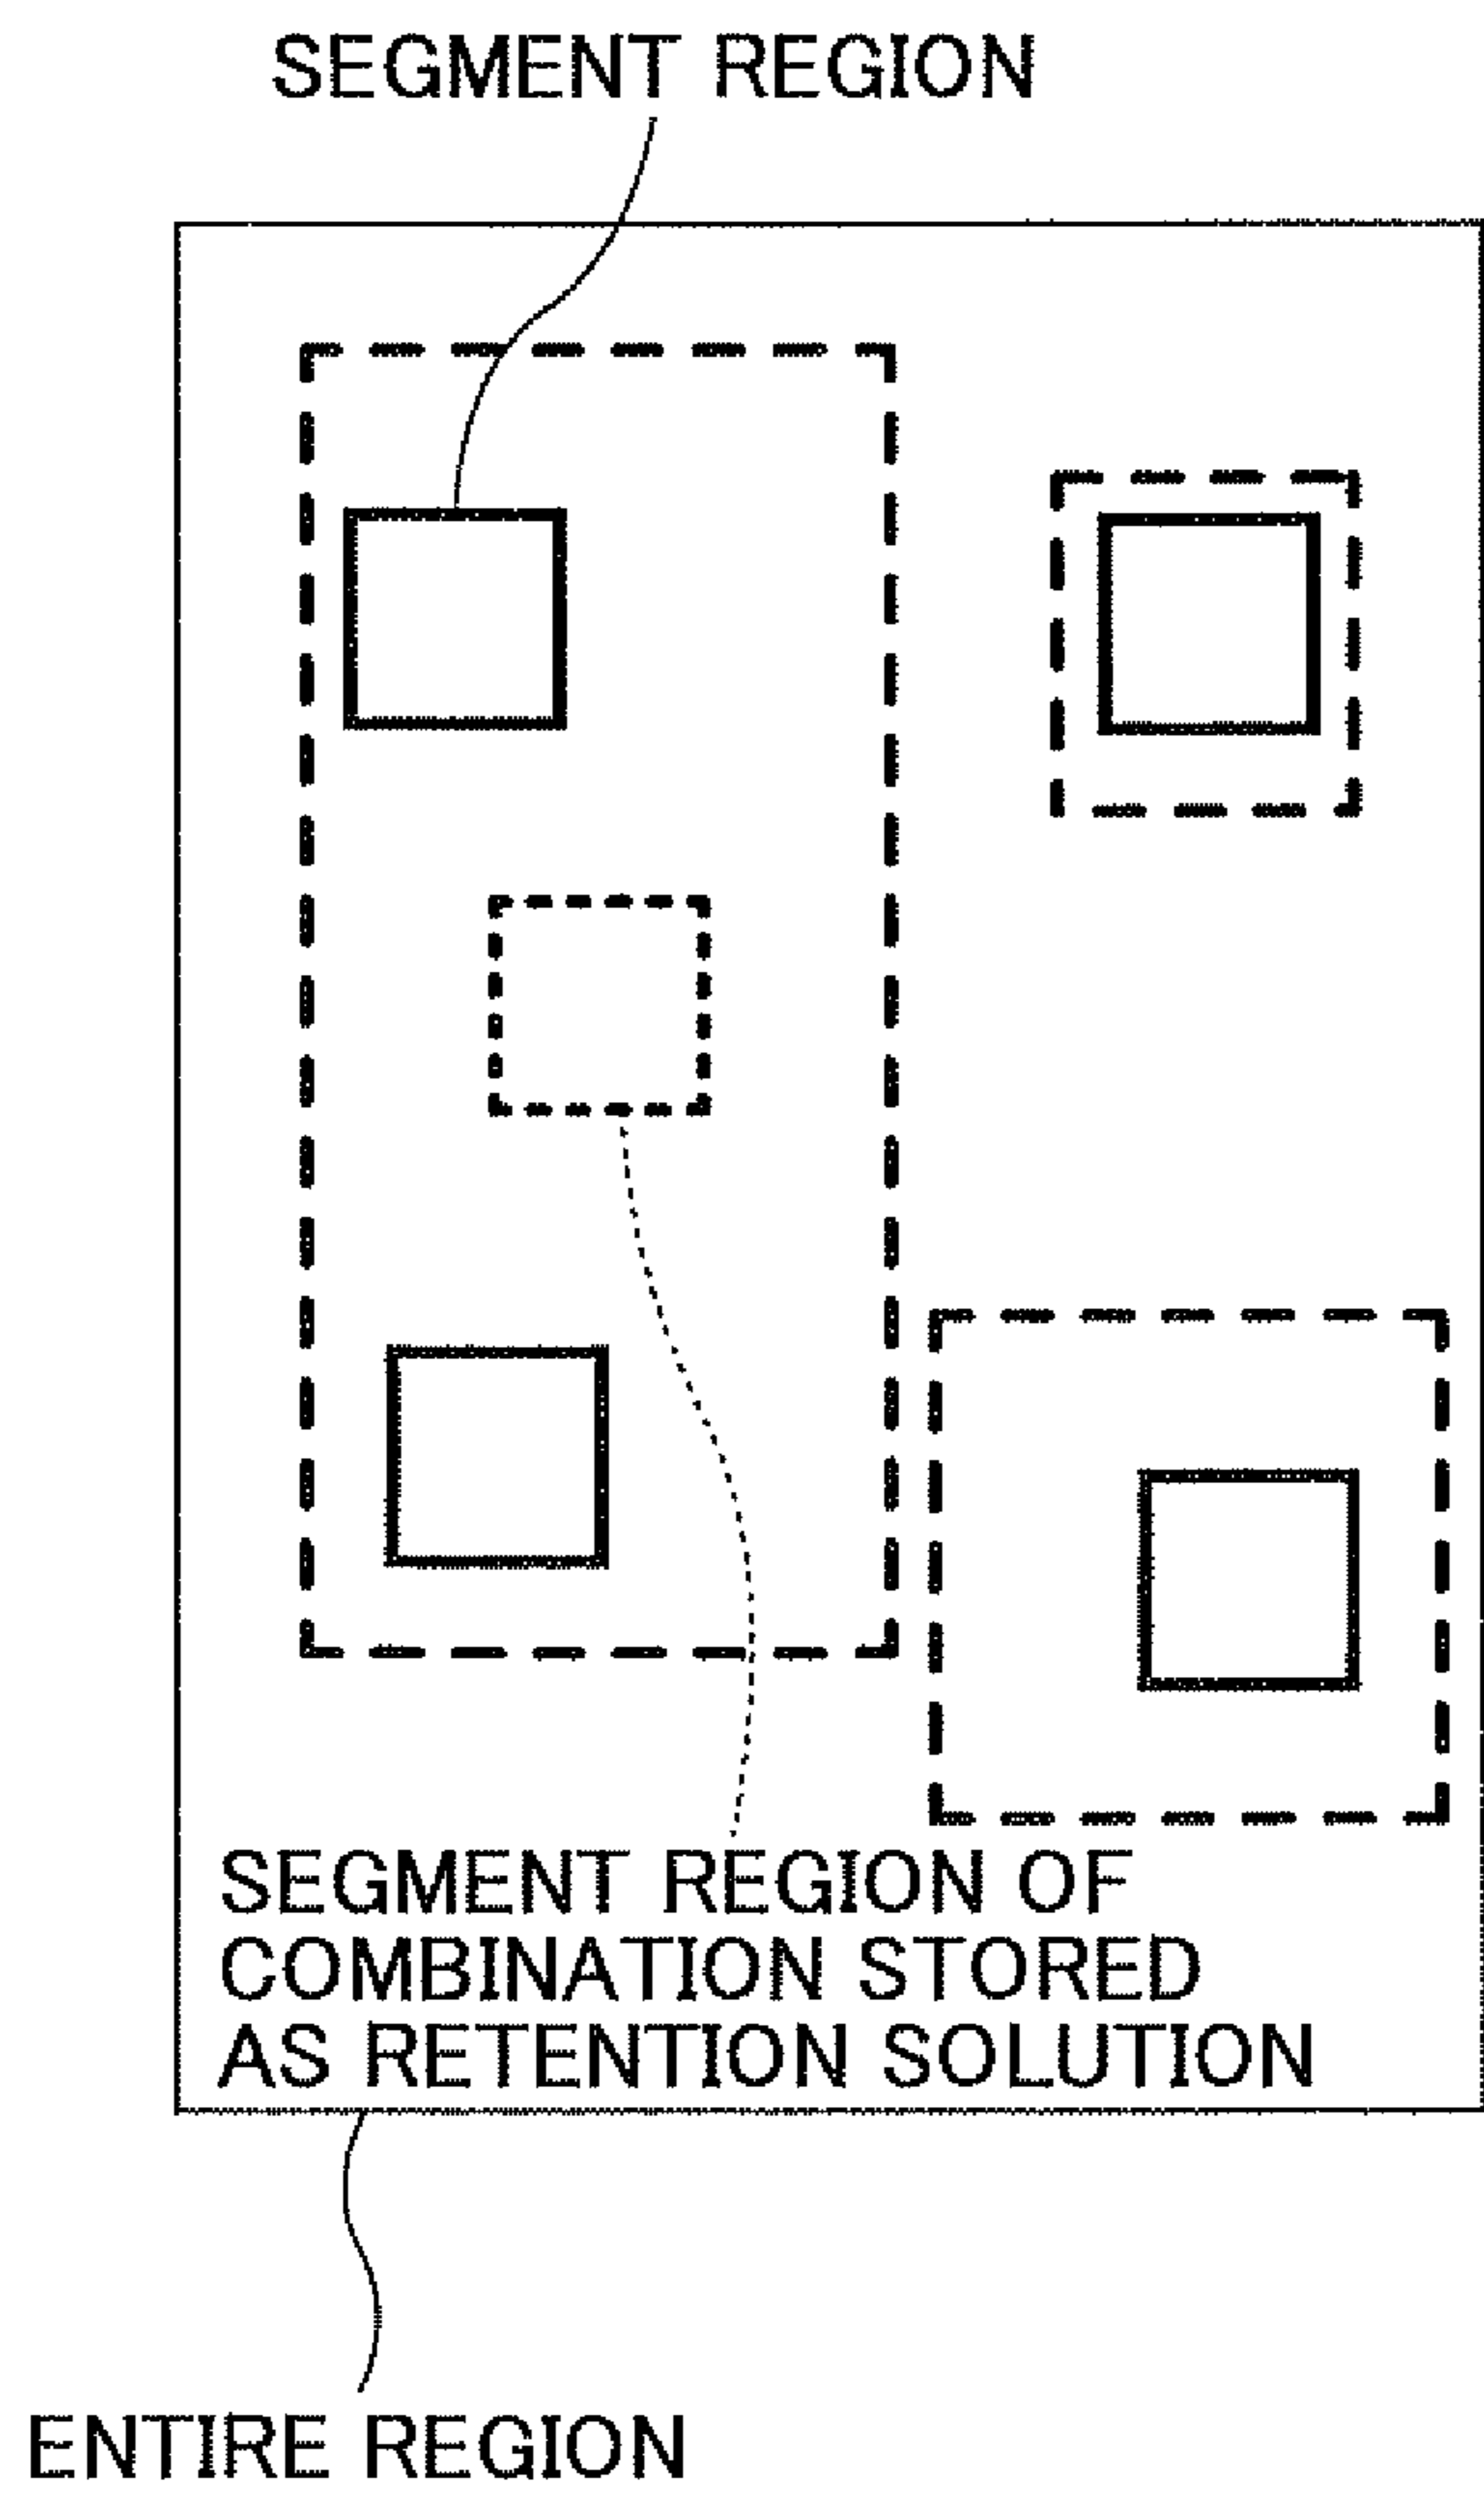 SEGMENT REGION
SEGMENT REGION OF
COMBINATION STORED
AS RETENTION SOLUTION
ENTIRE REGION